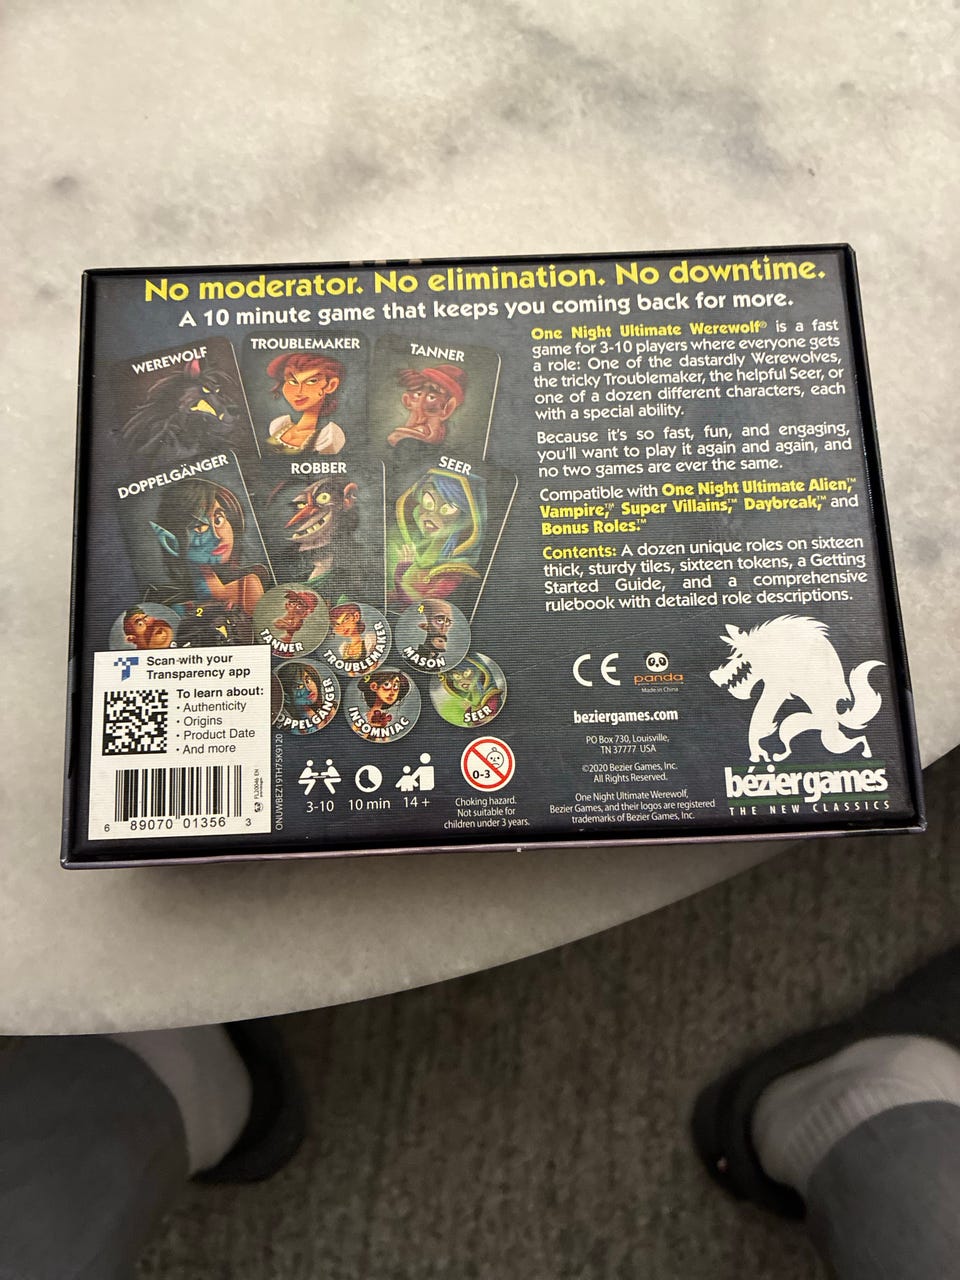 No moderator. No elimination. No downtime.
A 10 minute game that keeps you coming back for more.
WEREWOLF
TROUBLEMAKER
TANNER
DOPPELGÄNGER
ROBBER
SEER
One Night Ultimate Werewolf® is a fast
game for 3-10 players where everyone gets
a role: One of the dastardly Werewolves,
the tricky Troublemaker, the helpful Seer, or
one of a dozen different characters, each
with a special ability.
Because it's so fast, fun, and engaging,
you'll want to play it again and again, and
no two games are ever the same.
Compatible with One Night Ultimate Alien,™
Vampire,™ Super Villains,™ Daybreak,™ and
Bonus Roles.™
Contents: A dozen unique roles on sixteen
thick, sturdy tiles, sixteen tokens, a Getting
Started Guide, and a comprehensive
rulebook with detailed role descriptions.
2
TANNER
TROUBLEMAKER
4
MASON
OPPELGÄNGER
9
INSOMNIAC
SEER
Scan with your
Transparency app
To learn about:
• Authenticity
• Origins
• Product Date
• And more
6 89070 01356 3
ONUWBEZ19TH75K9120
3-10
10 min
14 +
0-3
Choking hazard.
Not suitable for
children under 3 years.
CE
panda
Made in China
beziergames.com
PO Box 730, Louisville,
TN 37777 USA
©2020 Bezier Games, Inc.
All Rights Reserved.
One Night Ultimate Werewolf,
Bezier Games, and their logos are registered
trademarks of Bezier Games, Inc.
béziergames
THE NEW CLASSICS